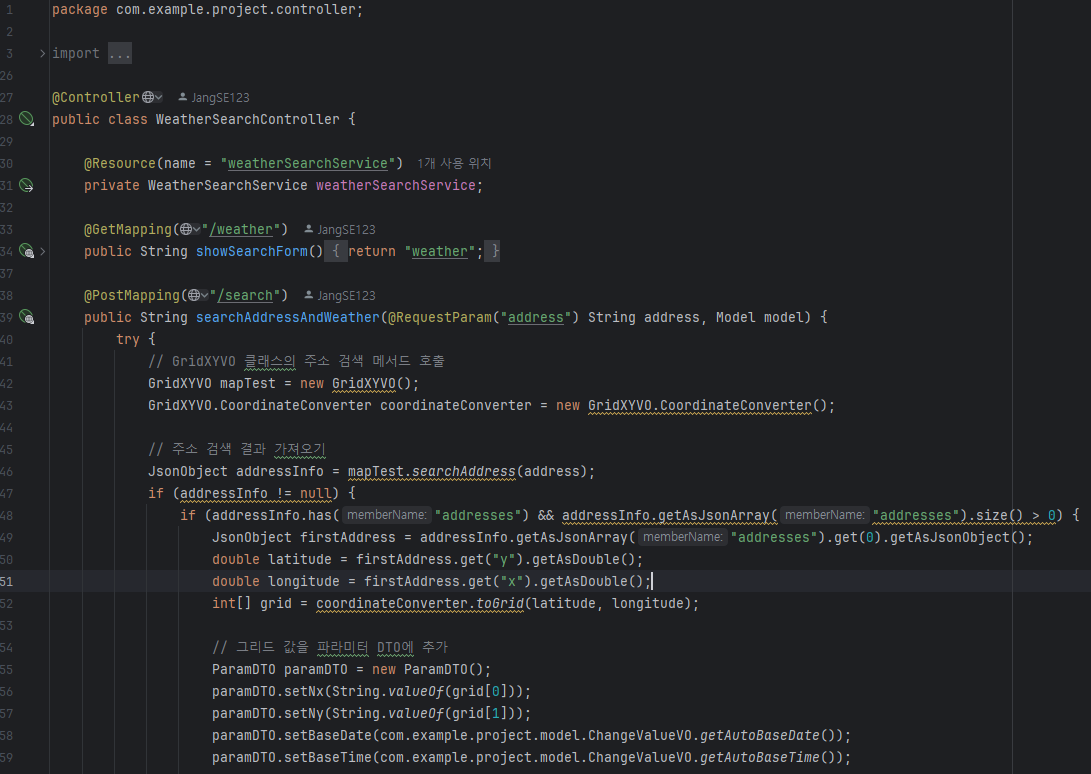 1 package com.example.project.controller;
2
3 import ...
26
27 @Controller JangSE123
28 public class WeatherSearchController {
29
30 @Resource(name = "weatherSearchService") 1개 사용 위치
31 private WeatherSearchService weatherSearchService;
32
33 @GetMapping("/weather") JangSE123
34 public String showSearchForm() { return "weather"; }
37
38 @PostMapping("/search") JangSE123
39 public String searchAddressAndWeather(@RequestParam("address") String address, Model model) {
40 try {
41 // GridXYVO 클래스의 주소 검색 메서드 호출
42 GridXYVO mapTest = new GridXYVO();
43 GridXYVO.CoordinateConverter coordinateConverter = new GridXYVO.CoordinateConverter();
44
45 // 주소 검색 결과 가져오기
46 JsonObject addressInfo = mapTest.searchAddress(address);
47 if (addressInfo != null) {
48 if (addressInfo.has( memberName: "addresses") && addressInfo.getAsJsonArray( memberName: "addresses").size() > 0) {
49 JsonObject firstAddress = addressInfo.getAsJsonArray( memberName: "addresses").get(0).getAsJsonObject();
50 double latitude = firstAddress.get("y").getAsDouble();
51 double longitude = firstAddress.get("x").getAsDouble();
52 int[] grid = coordinateConverter.toGrid(latitude, longitude);
53
54 // 그리드 값을 파라미터 DTO에 추가
55 ParamDTO paramDTO = new ParamDTO();
56 paramDTO.setNx(String.valueOf(grid[0]));
57 paramDTO.setNy(String.valueOf(grid[1]));
58 paramDTO.setBaseDate(com.example.project.model.ChangeValueVO.getAutoBaseDate());
59 paramDTO.setBaseTime(com.example.project.model.ChangeValueVO.getAutoBaseTime());